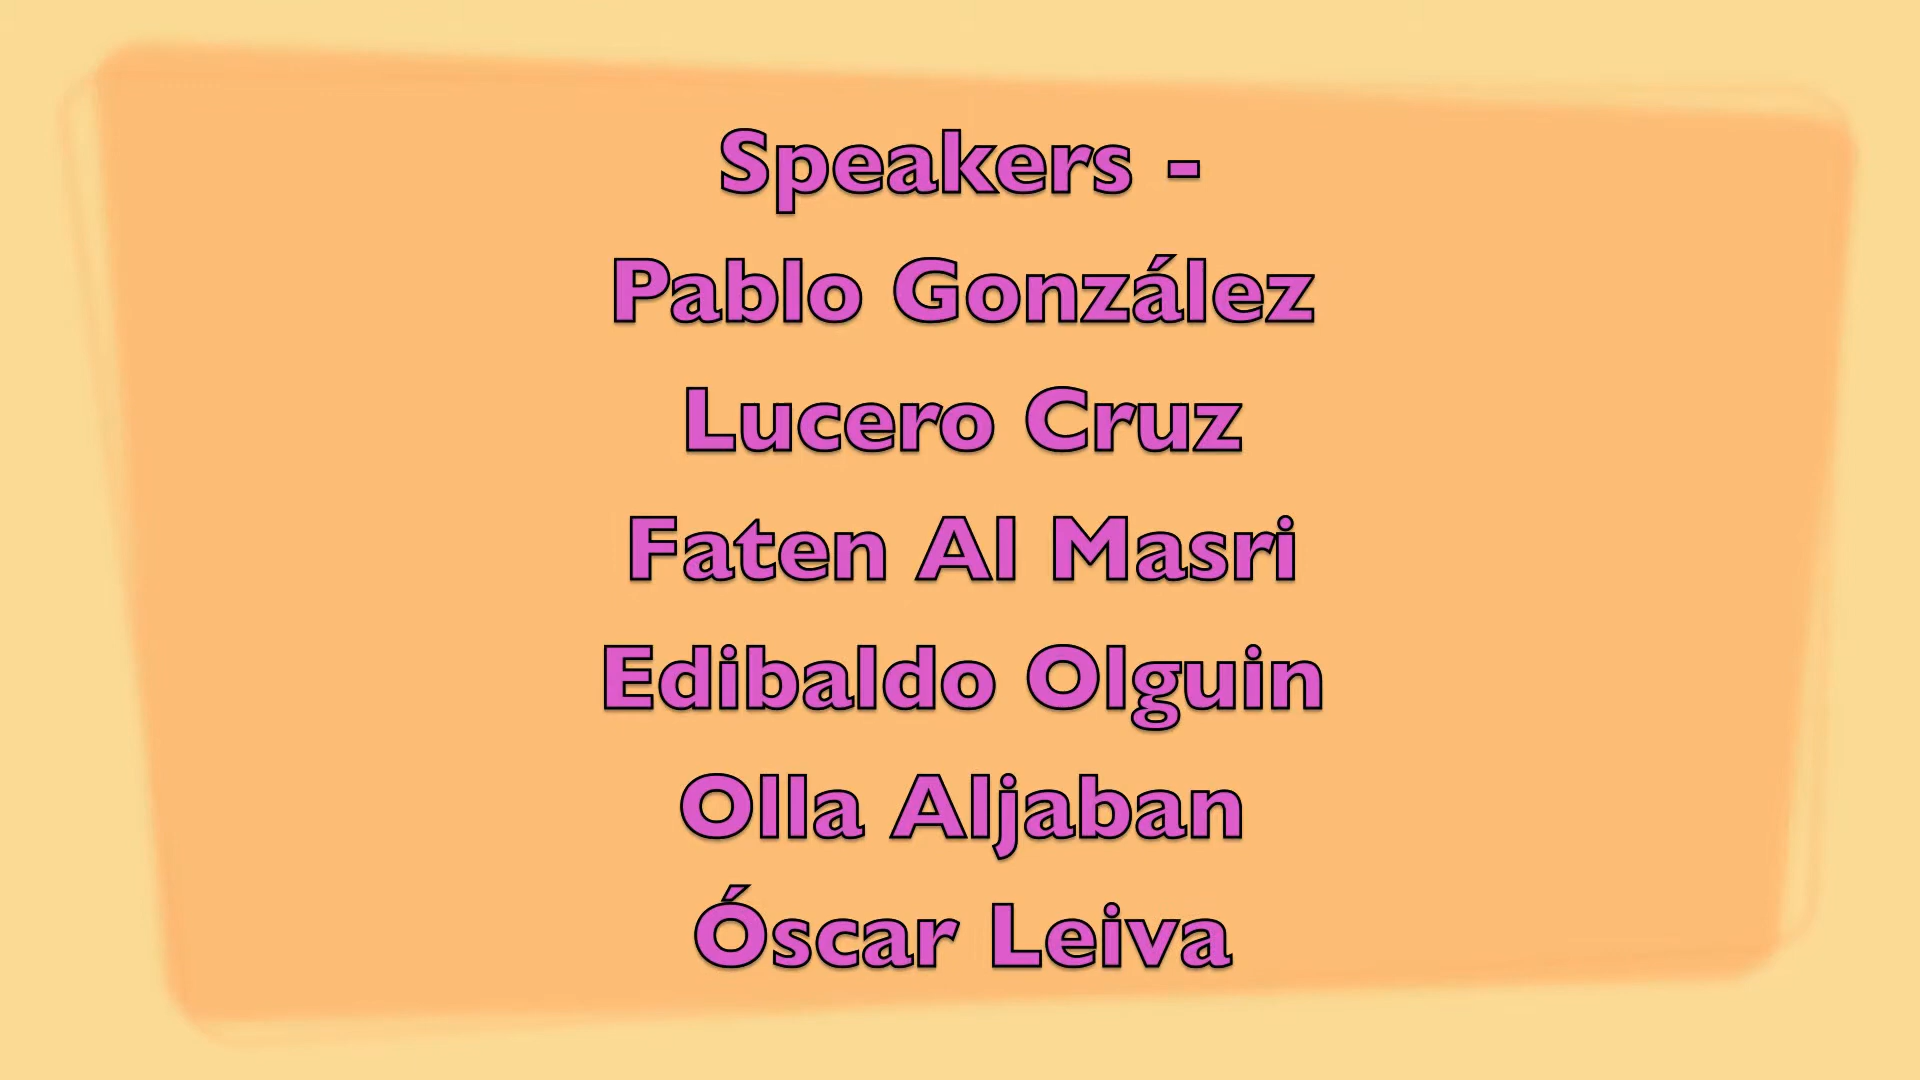 Speakers -
Pablo González
Lucero Cruz
Faten Al Masri
Edibaldo Olguin
Olla Aljaban
Óscar Leiva